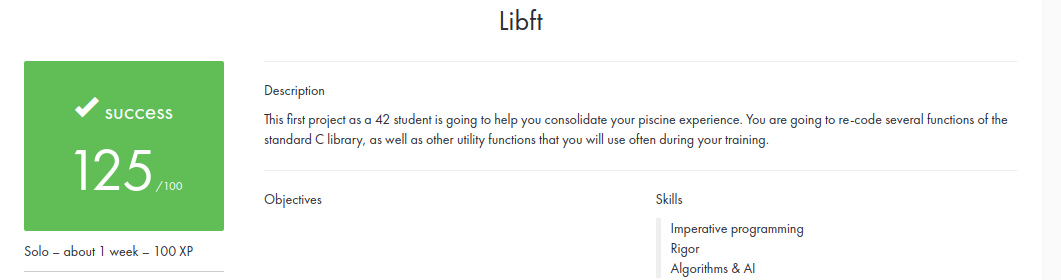 Libft
success
125 /100
Solo – about 1 week – 100 XP
Description
This first project as a 42 student is going to help you consolidate your piscine experience. You are going to re-code several functions of the
standard C library, as well as other utility functions that you will use often during your training.
Objectives
Skills
Imperative programming
Rigor
Algorithms & AI